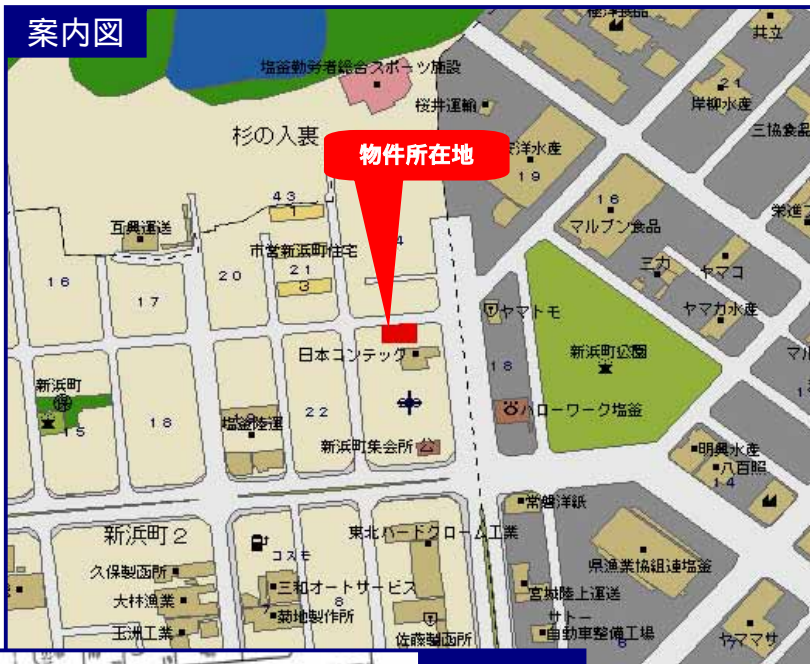 案内図
塩釜勤労者総合スポーツ施設
共立
21
岸柳水産
桜井運輸
三協食品
杉の入裏
物件所在地
安洋水産
19
16
マルブン食品
43
1
亙興運送
市営新浜町住宅
三力
ヤマコ
16
17
20
21
3
ヤマカ水産
ヤマトモ
日本コンテック
18
新浜町公園
新浜町
15
18
塩釜陸運
22
ハローワーク塩釜
新浜町集会所
明興水産
八百照
14
常磐洋紙
新浜町2
コスモ
東北ハードクローム工業
久保製函所
三和オートサービス
県漁業協組連塩釜
大林漁業
7
菊地製作所
8
宮城陸上運送
玉洲工業
佐藤製函所
サトー
自動車整備工場
6
ヤママサ